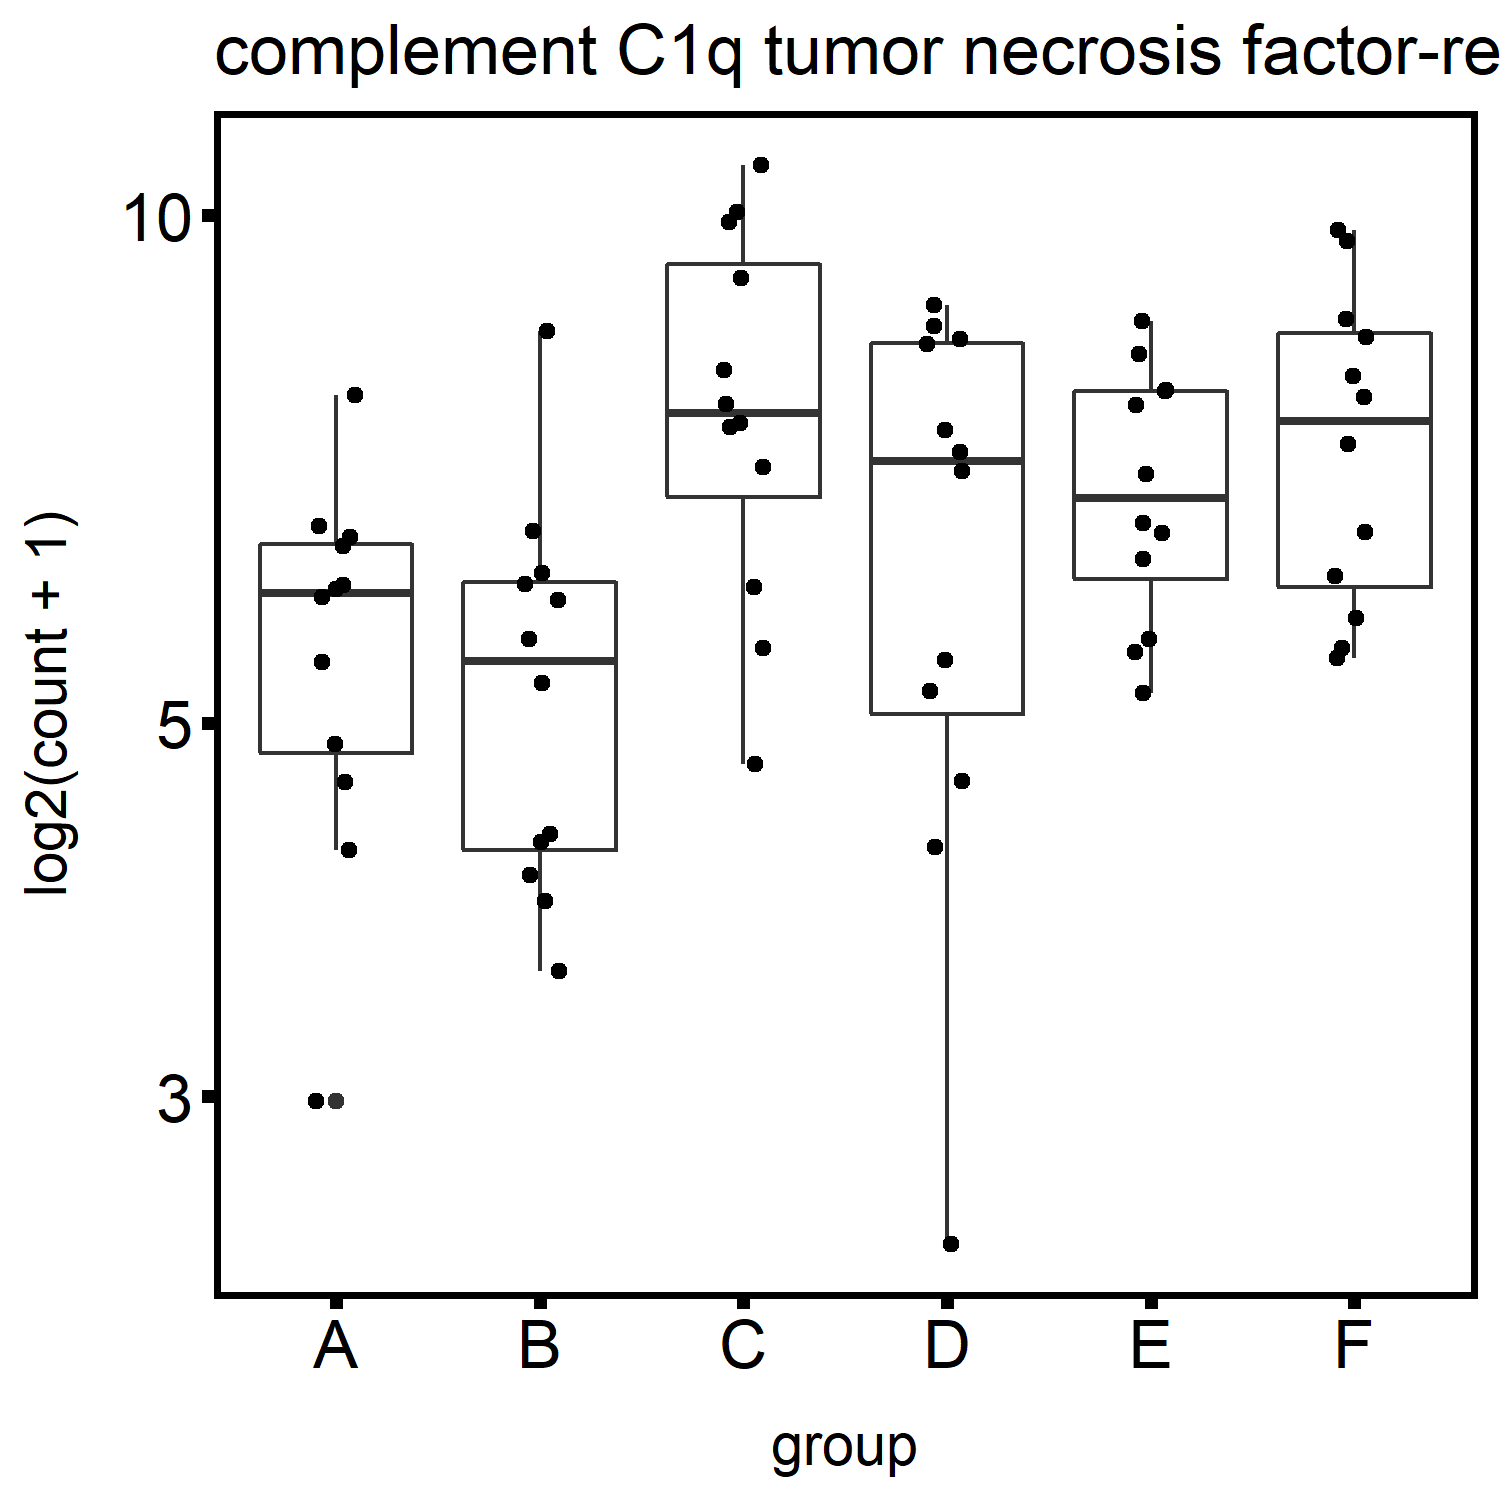 complement C1q tumor necrosis factor-re
log2(count + 1)
10
5
3
A B C D E F
group